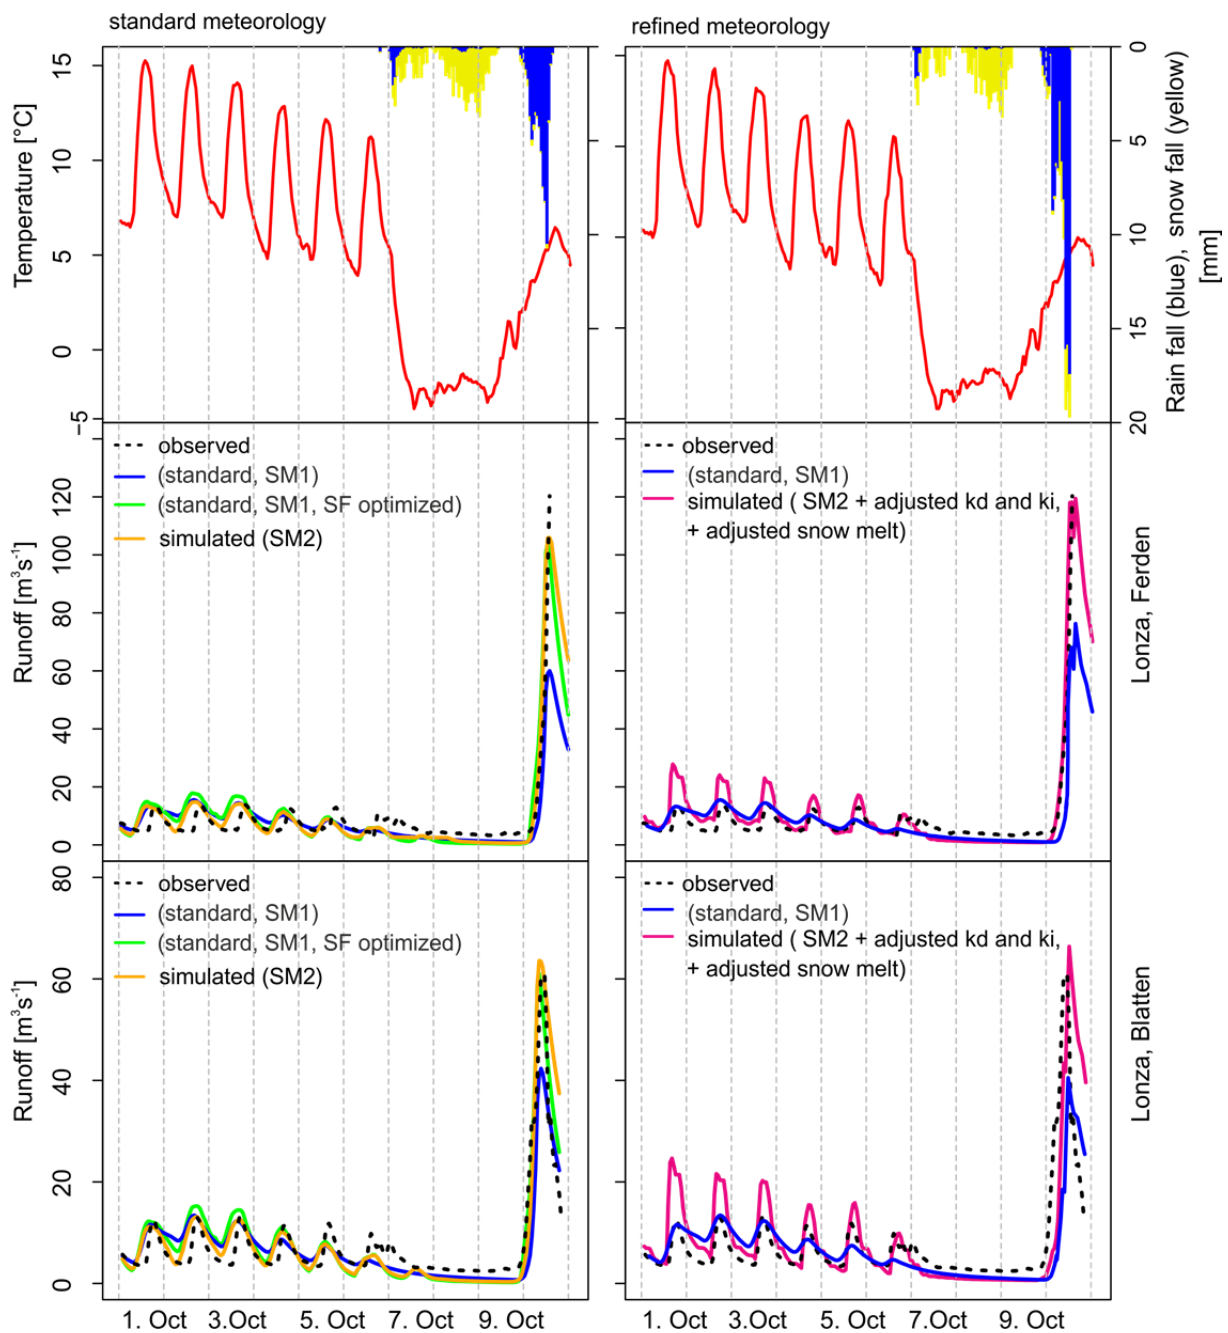 standard meteorology
refined meteorology
Temperature [°C]
15
10
5
0
−5
0
5
10
15
20
Rain fall (blue), snow fall (yellow)
[mm]
observed
(standard, SM1)
(standard, SM1, SF optimized)
simulated (SM2)
observed
(standard, SM1)
simulated ( SM2 + adjusted kd and ki,
+ adjusted snow melt)
Runoff [m³s⁻¹]
120
100
80
60
40
20
0
Lonza, Ferden
observed
(standard, SM1)
(standard, SM1, SF optimized)
simulated (SM2)
observed
(standard, SM1)
simulated ( SM2 + adjusted kd and ki,
+ adjusted snow melt)
Runoff [m³s⁻¹]
80
60
40
20
0
Lonza, Blatten
1. Oct 3.Oct 5. Oct 7.Oct 9. Oct
1. Oct 3.Oct 5. Oct 7.Oct 9. Oct